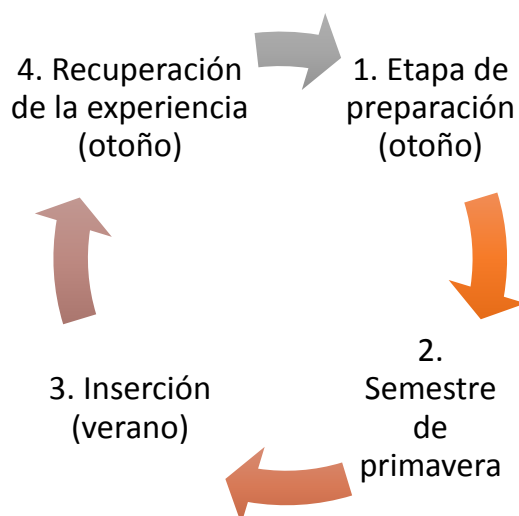 1. Etapa de
preparación
(otoño)
2.
Semestre
de
primavera
3. Inserción
(verano)
4. Recuperación
de la experiencia
(otoño)